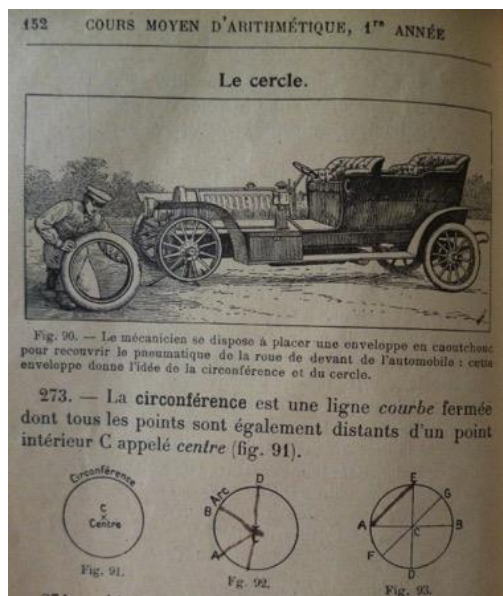 152 COURS MOYEN D'ARITHMÉTIQUE, 1re ANNÉE
Le cercle.
Fig. 90. — Le mécanicien se dispose à placer une enveloppe en caoutchouc
pour recouvrir le pneumatique de la roue de devant de l'automobile : cette
enveloppe donne l'idée de la circonférence et du cercle.
273. — La circonférence est une ligne courbe fermée
dont tous les points sont également distants d'un point
intérieur C appelé centre (fig. 91).
Circonférence
C
Centre
Fig. 91.
D
Arc
B
A
Fg. 92.
E
G
A
C
B
F
D
Fig. 93.